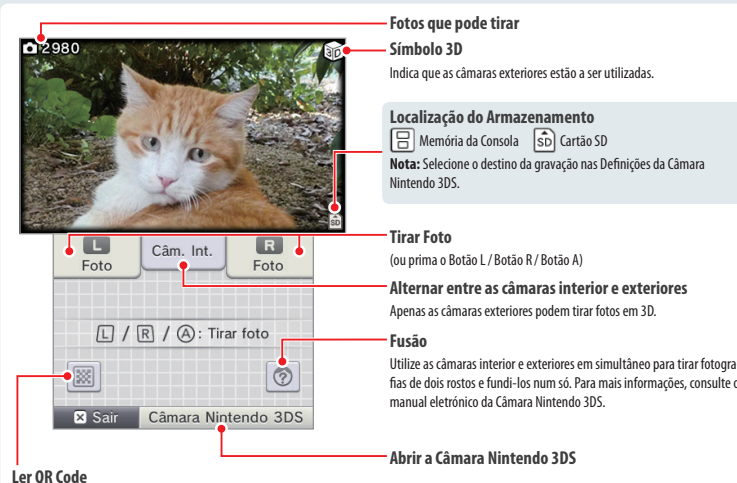 Fotos que pode tirar
2980
3D
Símbolo 3D
Indica que as câmaras exteriores estão a ser utilizadas.
Localização do Armazenamento
Memória da Consola SD Cartão SD
Nota: Selecione o destino da gravação nas Definições da Câmara
Nintendo 3DS.
SD
Tirar Foto
(ou prima o Botão L / Botão R / Botão A)
L Foto
Câm. Int.
R Foto
Alternar entre as câmaras interior e exteriores
Apenas as câmaras exteriores podem tirar fotos em 3D.
L / R / A: Tirar foto
Fusão
Utilize as câmaras interior e exteriores em simultâneo para tirar fotogra
fias de dois rostos e fundi-los num só. Para mais informações, consulte o
manual eletrónico da Câmara Nintendo 3DS.
?
X Sair
Câmara Nintendo 3DS
Abrir a Câmara Nintendo 3DS
Ler QR Code